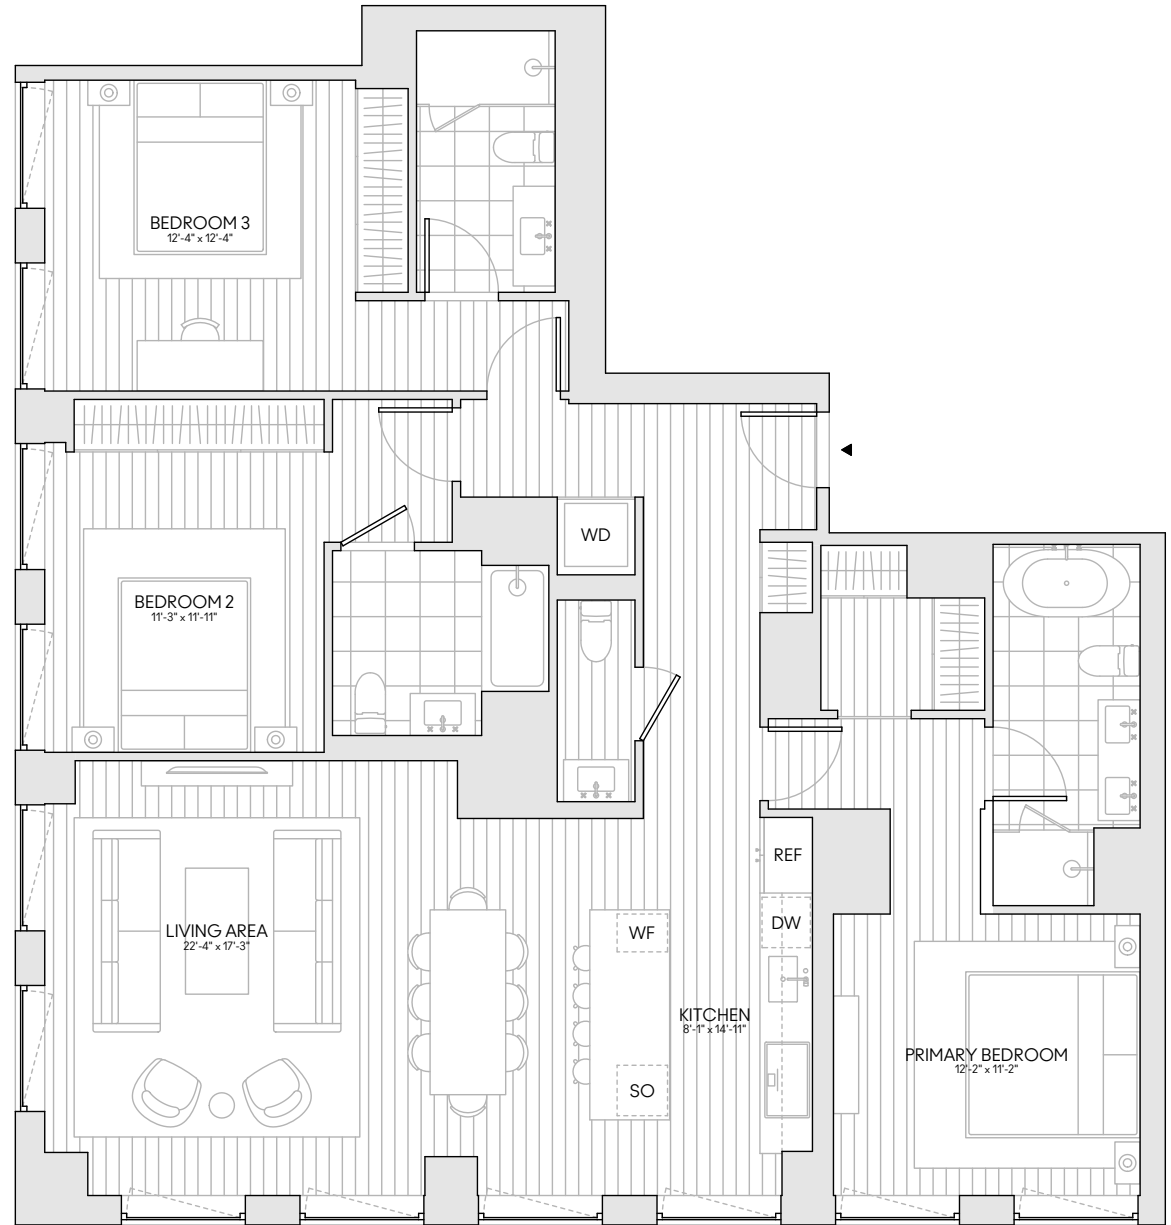 BEDROOM 3
12'-4" x 12'-4"
WD
BEDROOM 2
11'-3" x 11'-11"
REF
DW
LIVING AREA
22'-4" x 17'-3"
WF
KITCHEN
8'-1" x 14'-11"
PRIMARY BEDROOM
12'-2" x 11'-2"
SO